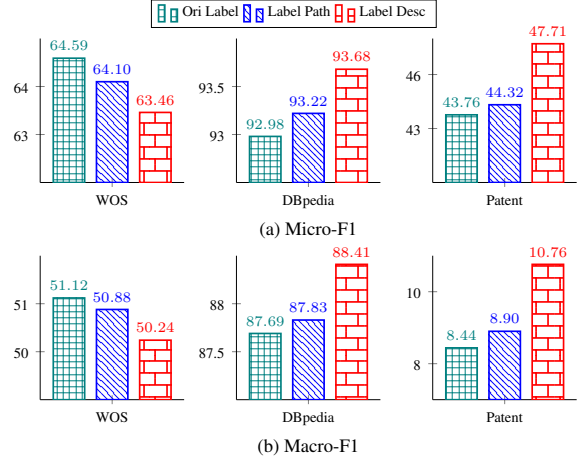 Ori Label Label Path Label Desc
64.59 64.10 63.46
64
63
WOS
92.98 93.22 93.68
93.5
93
DBpedia
43.76 44.32 47.71
46
43
Patent
(a) Micro-F1
51.12 50.88 50.24
51
50
WOS
87.69 87.83 88.41
88
87.5
DBpedia
8.44 8.90 10.76
10
8
Patent
(b) Macro-F1